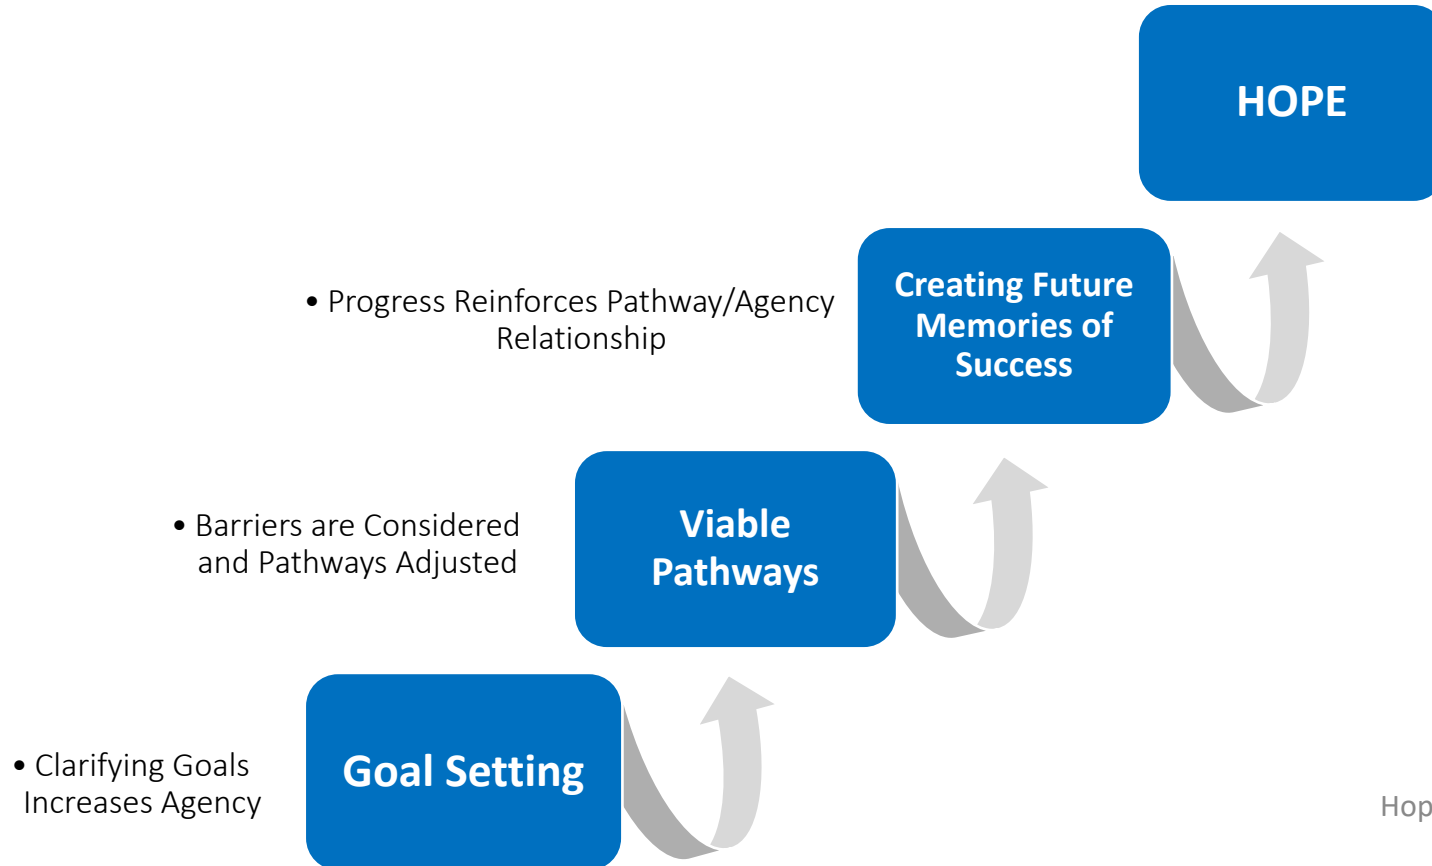 HOPE
Creating Future
Memories of
Success
• Progress Reinforces Pathway/Agency
Relationship
Viable
Pathways
• Barriers are Considered
and Pathways Adjusted
Goal Setting
• Clarifying Goals
Increases Agency
Hop